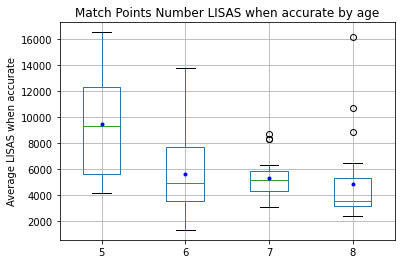 Match Points Number LISAS when accurate by age
Average LISAS when accurate
16000
14000
12000
10000
8000
6000
4000
2000
5 6 7 8